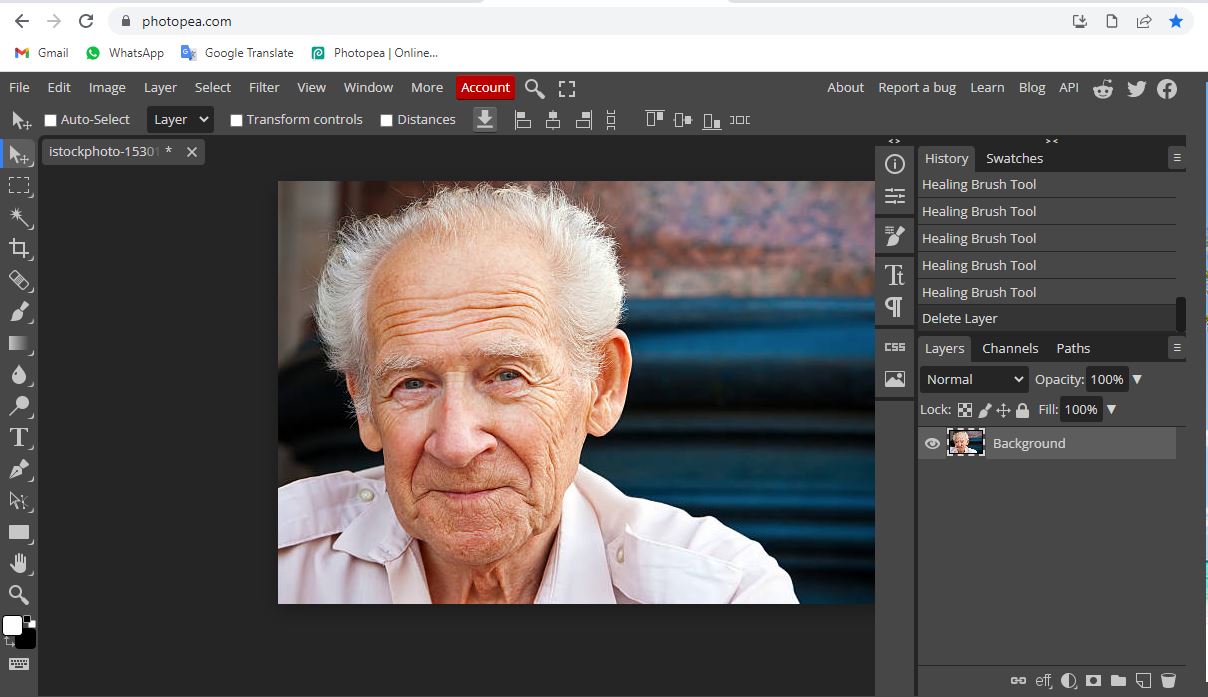 photopea.com
Gmail WhatsApp Google Translate Photopea | Online...
File Edit Image Layer Select Filter View Window More Account About Report a bug Learn Blog API
Auto-Select Layer Transform controls Distances
istockphoto-15301 *
History Swatches
Healing Brush Tool
Healing Brush Tool
Healing Brush Tool
Healing Brush Tool
Healing Brush Tool
Delete Layer
Layers Channels Paths
Normal Opacity: 100%
Lock: Fill: 100%
Background
CSS
eff